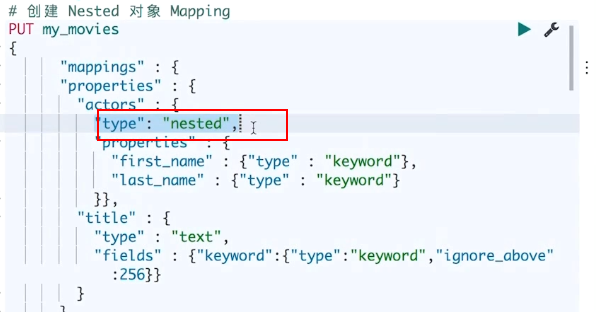 # 创建 Nested 对象 Mapping
PUT my_movies
{
"mappings" : {
"properties" : {
"actors" : {
"type": "nested",
"properties" : {
"first_name" : {"type" : "keyword"},
"last_name" : {"type" : "keyword"}
}},
"title" : {
"type" : "text",
"fields" : {"keyword":{"type":"keyword","ignore_above"
:256}}
}
}